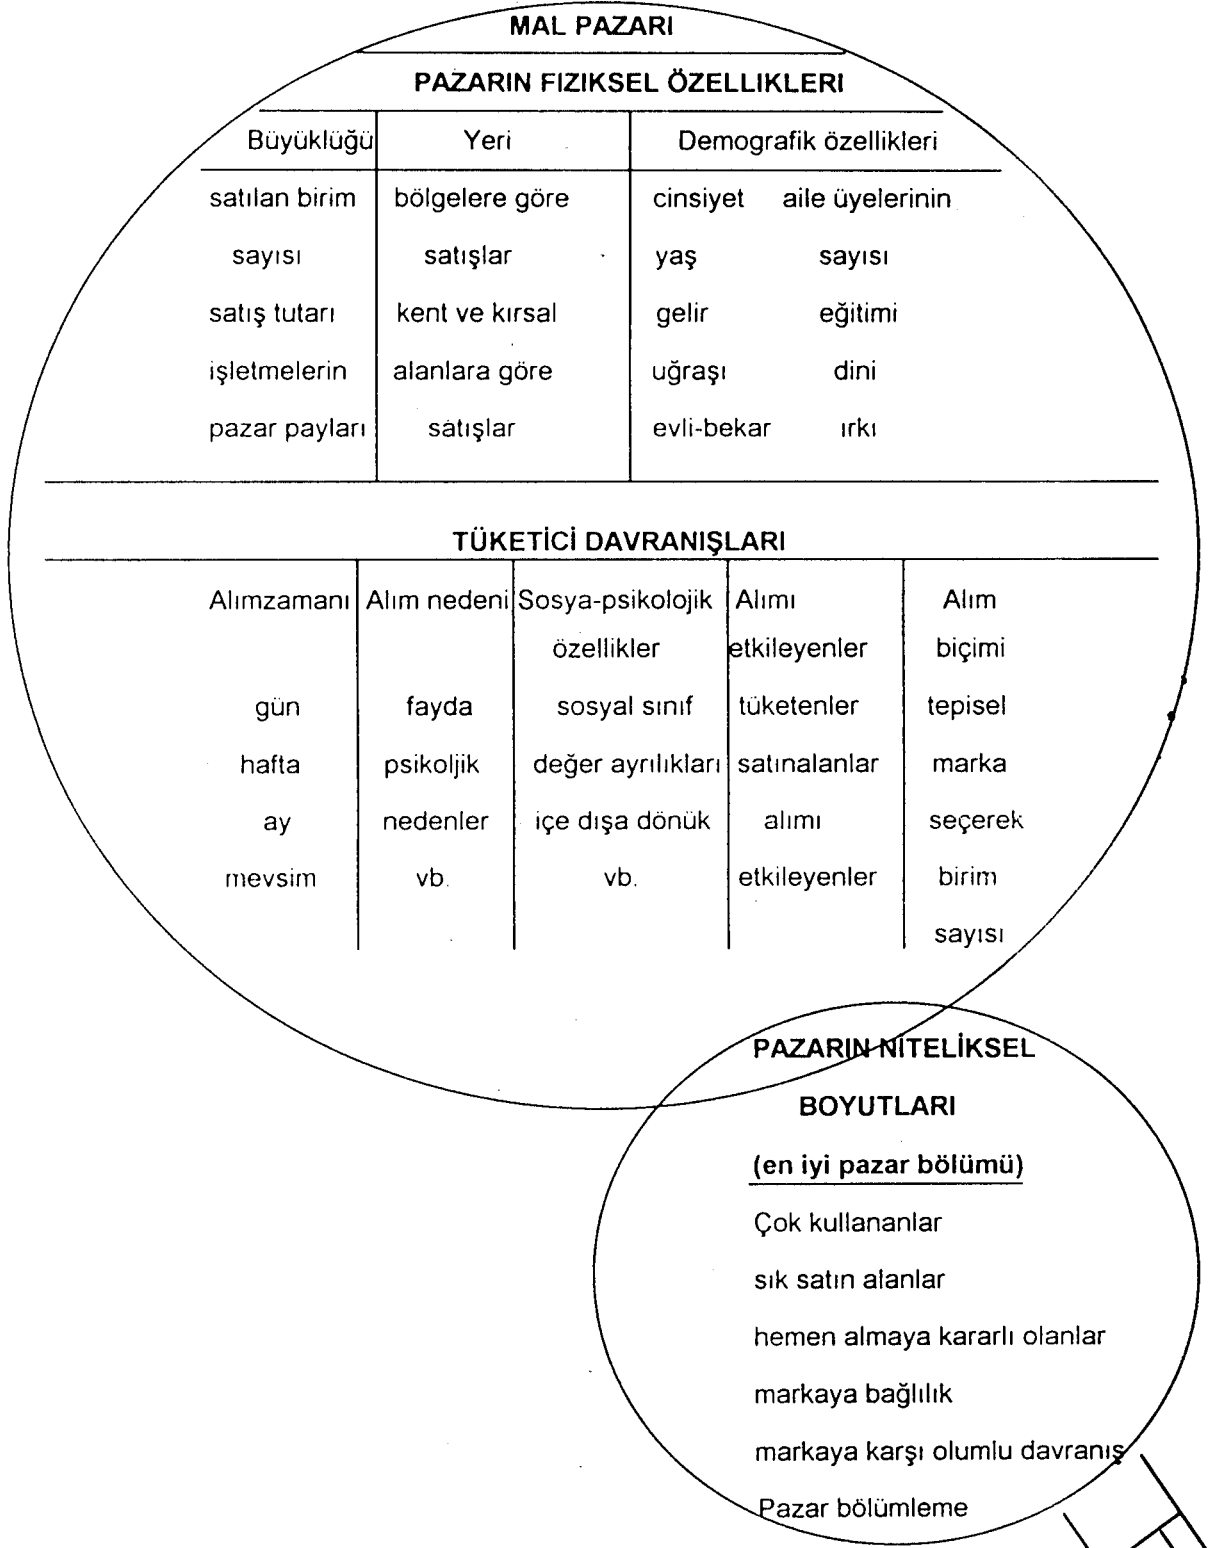 MAL PAZARI
PAZARIN FIZIKSEL ÖZELLIKLERI
Büyüklüğü Yeri Demografik özellikleri
satılan birim bölgelere göre cinsiyet aile üyelerinin
sayısı satışlar yaş sayısı
satış tutarı kent ve kırsal gelir eğitimi
işletmelerin alanlara göre uğraşı dini
pazar payları satışlar evli-bekar ırkı
TÜKETİCİ DAVRANIŞLARI
Alımzamanı Alım nedeni Sosya-psikolojik Alımı Alım
özellikler etkileyenler biçimi
gün fayda sosyal sınıf tüketenler tepisel
hafta psikoljik değer ayrılıkları satınalanlar marka
ay nedenler içe dışa dönük alımı seçerek
mevsim vb. vb. etkileyenler birim
sayısı
PAZARIN NITELİKSEL
BOYUTLARI
(en iyi pazar bölümü)
Çok kullananlar
sık satın alanlar
hemen almaya kararlı olanlar
markaya bağlılık
markaya karşı olumlu davranış
Pazar bölümleme